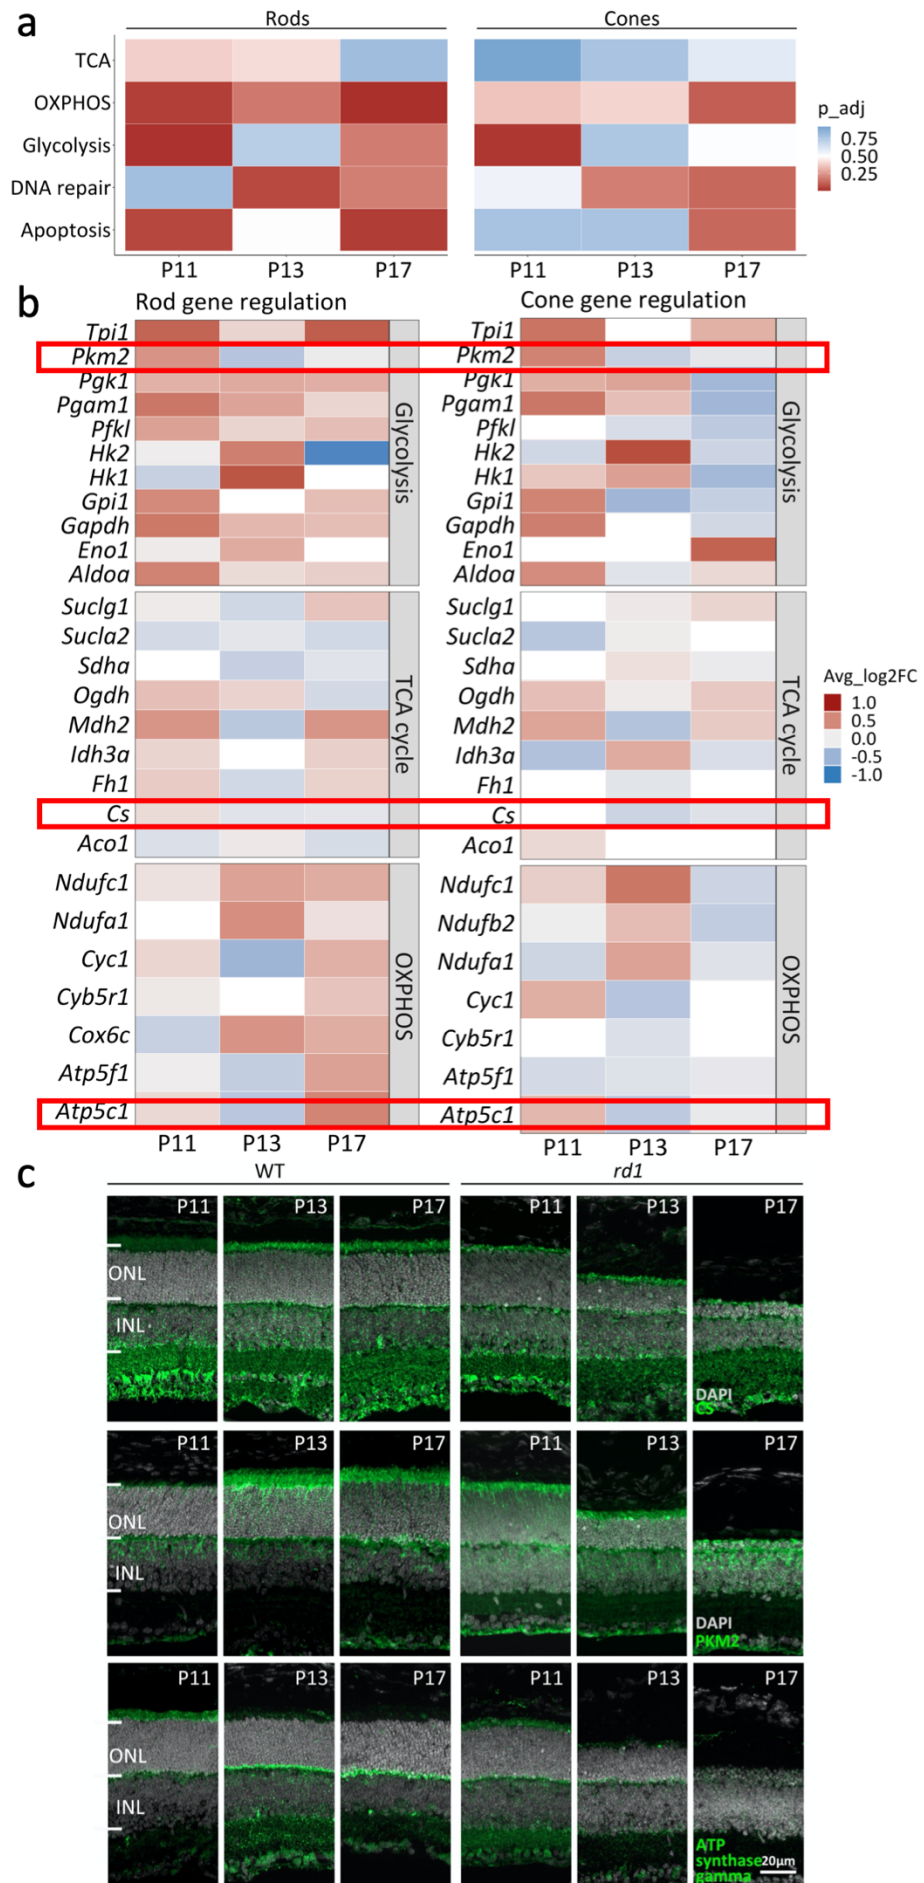 a
Rods Cones
TCA
OXPHOS
Glycolysis
DNA repair
Apoptosis
p_adj
0.75
0.50
0.25
P11 P13 P17 P11 P13 P17
b
Rod gene regulation Cone gene regulation
Tpi1 Tpi1
Pkm2 Pkm2
Pgk1 Pgk1
Pgam1 Pgam1
Pfkl Pfkl
Hk2 Hk2
Hk1 Hk1
Gpi1 Gpi1
Gapdh Gapdh
Eno1 Eno1
Aldoa Aldoa
Glycolysis Glycolysis
Suclg1 Suclg1
Sucla2 Sucla2
Sdha Sdha
Ogdh Ogdh
Mdh2 Mdh2
Idh3a Idh3a
Fh1 Fh1
Cs Cs
Aco1 Aco1
TCA cycle TCA cycle
Avg_log2FC
1.0
0.5
0.0
-0.5
-1.0
Ndufc1 Ndufc1
Ndufa1 Ndufb2
Cyc1 Ndufa1
Cyb5r1 Cyc1
Cox6c Cyb5r1
Atp5f1 Atp5f1
Atp5c1 Atp5c1
OXPHOS OXPHOS
P11 P13 P17 P11 P13 P17
c
WT rd1
P11 P13 P17 P11 P13 P17
ONL
INL
DAPI
CS
P11 P13 P17 P11 P13 P17
ONL
INL
DAPI
PKM2
P11 P13 P17 P11 P13 P17
ONL
INL
ATP
synthase
gamma
20µm